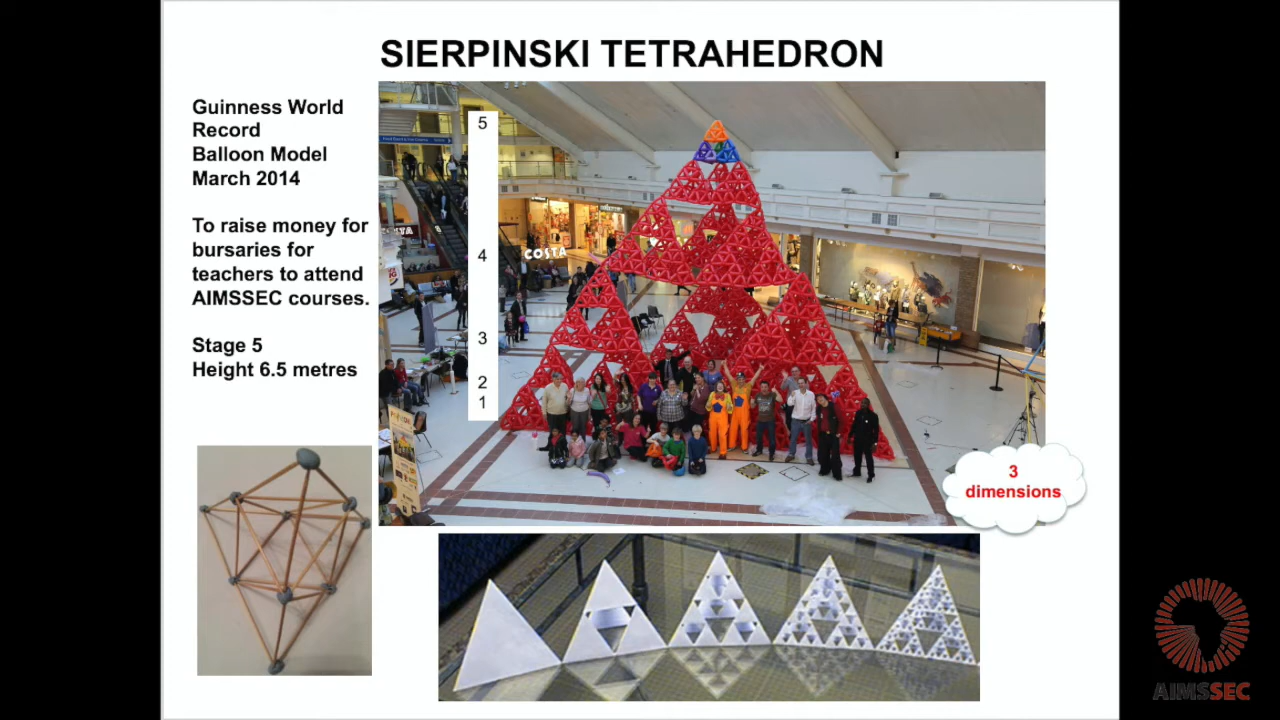 SIERPINSKI TETRAHEDRON
Guinness World
Record
Balloon Model
March 2014
To raise money for
bursaries for
teachers to attend
AIMSSEC courses.
Stage 5
Height 6.5 metres
5
4
3
2
1
COSTA
3
dimensions
AIMSSEC